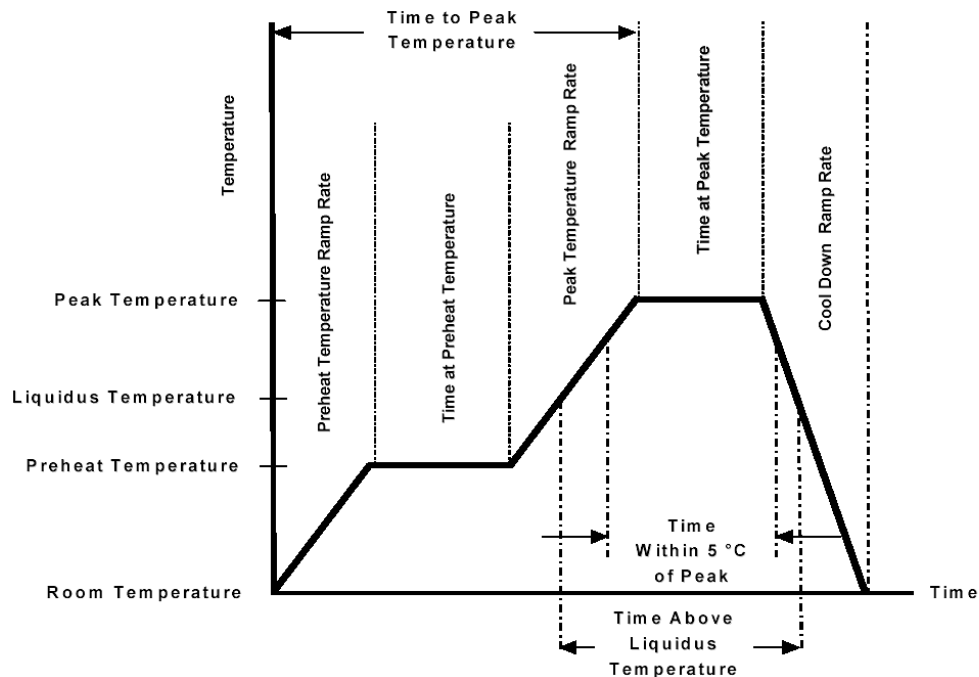 Time to Peak
Temperature
Temperature
Preheat Temperature Ramp Rate
Time at Preheat Temperature
Peak Temperature Ramp Rate
Time at Peak Temperature
Cool Down Ramp Rate
Peak Temperature
Liquidus Temperature
Preheat Temperature
Room Temperature
Time
Within 5 °C
of Peak
Time
Time Above
Liquidus
Temperature